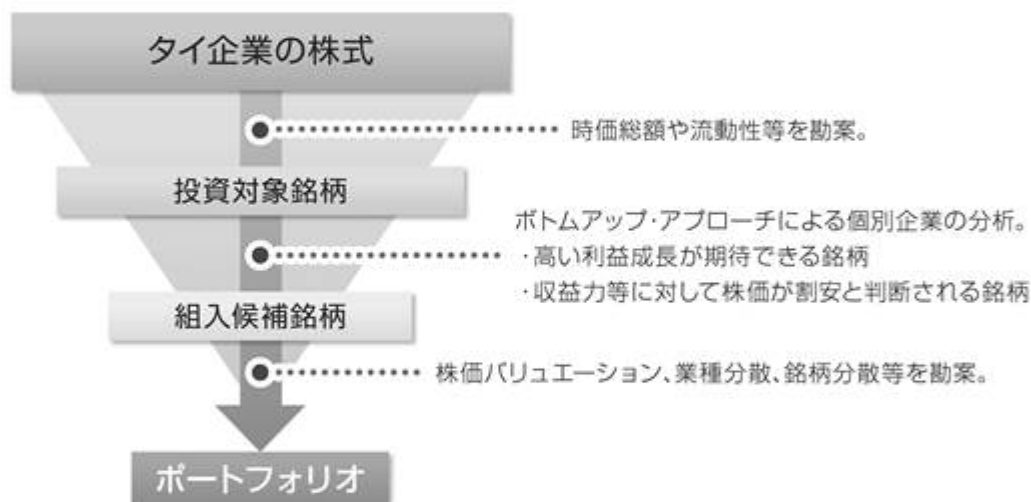 タイ企業の株式
時価総額や流動性等を勘案。
投資対象銘柄
ボトムアップ・アプローチによる個別企業の分析。
・高い利益成長が期待できる銘柄
・収益力等に対して株価が割安と判断される銘柄
組入候補銘柄
株価バリュエーション、業種分散、銘柄分散等を勘案。
ポートフォリオ